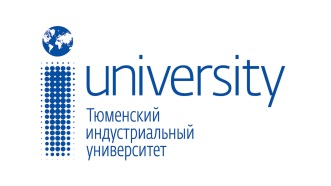 university
Тюменский
индустриальный
университет